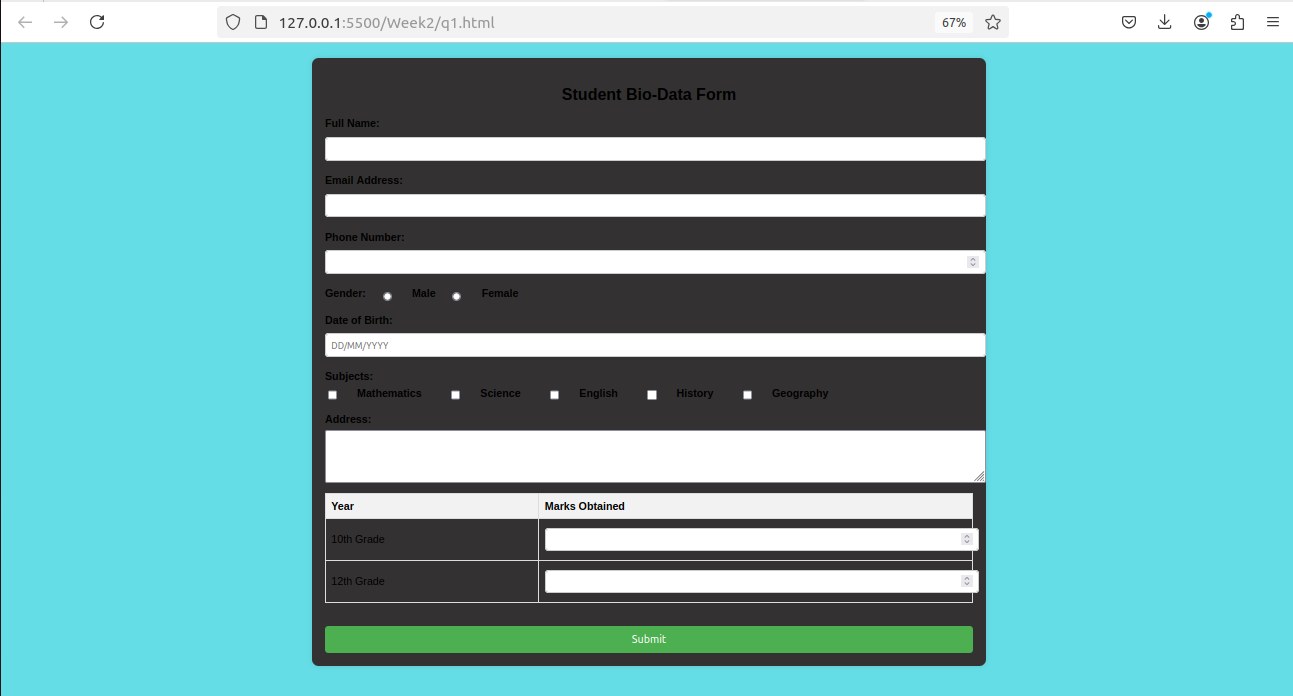 127.0.0.1:5500/Week2/q1.html 67%
Student Bio-Data Form
Full Name:
Email Address:
Phone Number:
Gender: Male Female
Date of Birth:
DD/MM/YYYY
Subjects:
Mathematics Science English History Geography
Address:
Year Marks Obtained
10th Grade
12th Grade
Submit